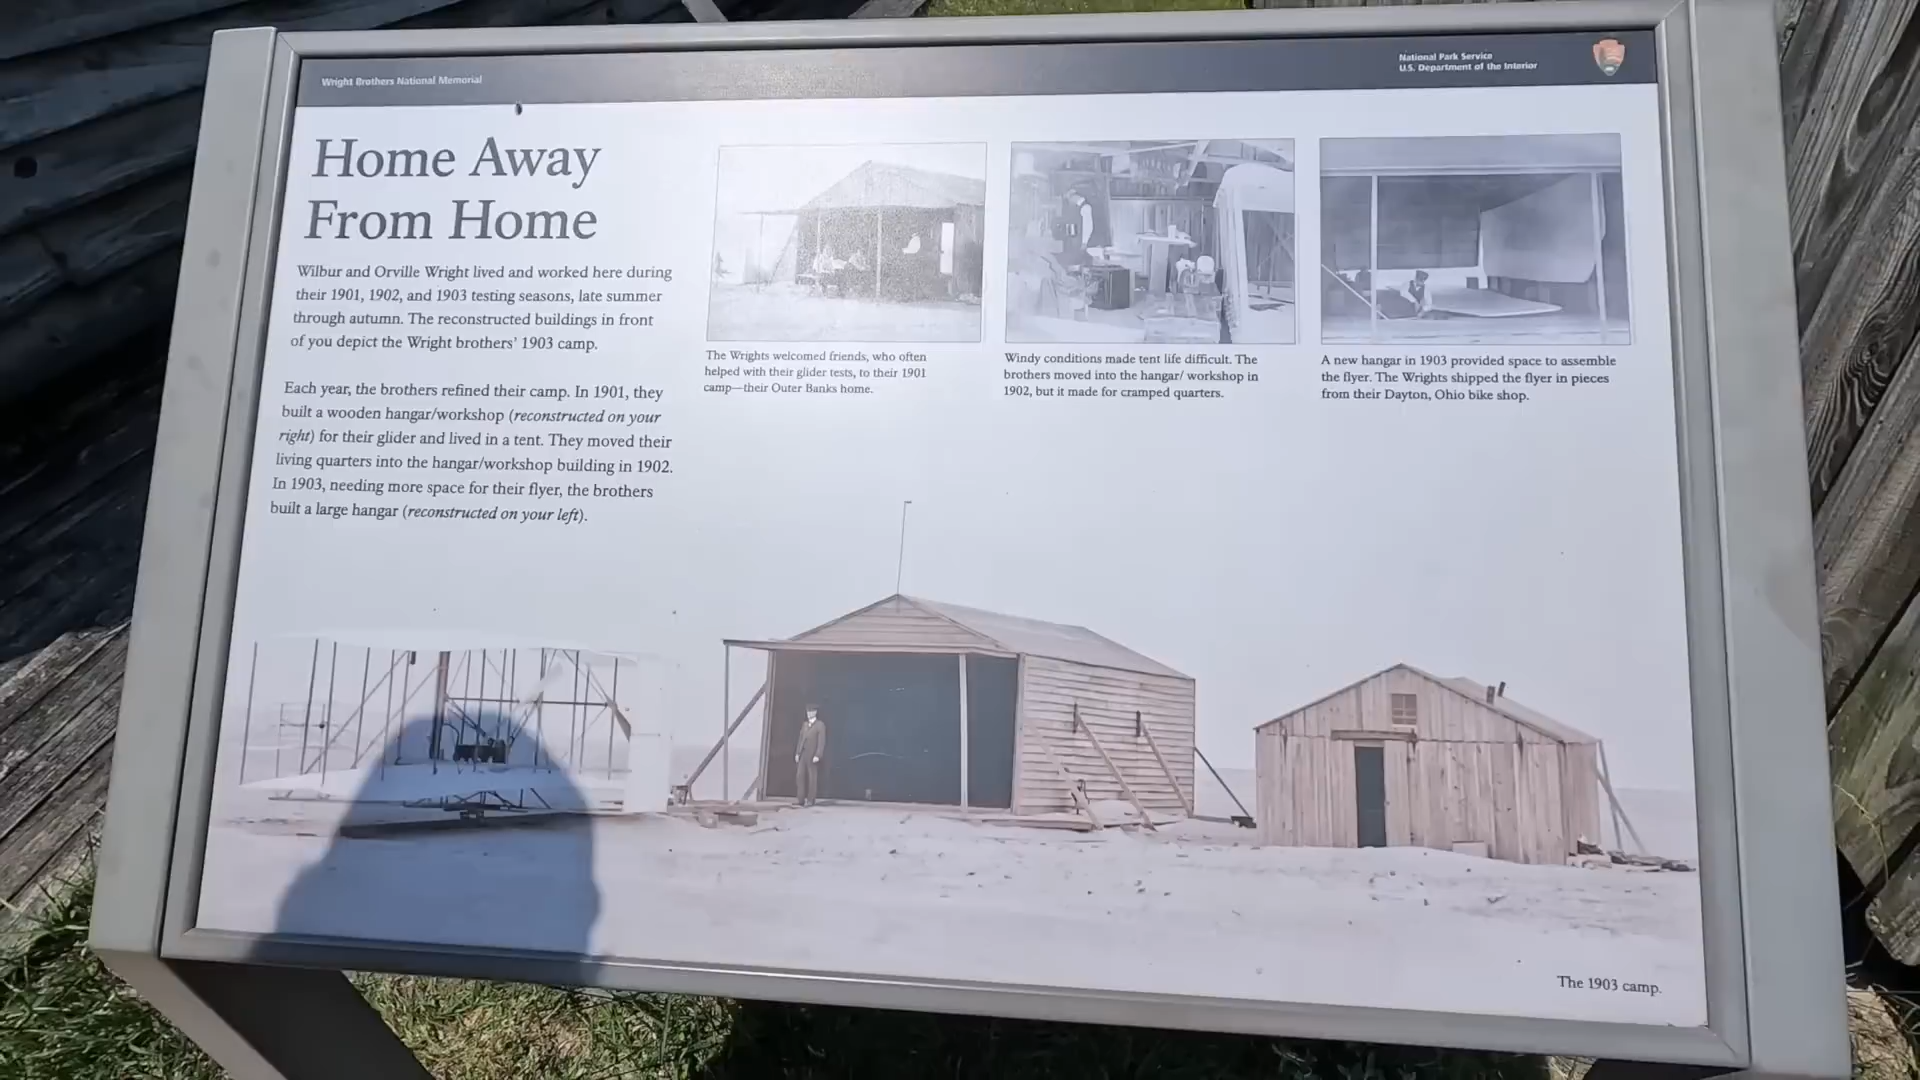 Wright Brothers National Memorial
National Park Service
U.S. Department of the Interior
Home Away
From Home
Wilbur and Orville Wright lived and worked here during
their 1901, 1902, and 1903 testing seasons, late summer
through autumn. The reconstructed buildings in front
of you depict the Wright brothers' 1903 camp.
Each year, the brothers refined their camp. In 1901, they
built a wooden hangar/workshop (reconstructed on your
right) for their glider and lived in a tent. They moved their
living quarters into the hangar/workshop building in 1902.
In 1903, needing more space for their flyer, the brothers
built a large hangar (reconstructed on your left).
The Wrights welcomed friends, who often
helped with their glider tests, to their 1901
camp—their Outer Banks home.
Windy conditions made tent life difficult. The
brothers moved into the hangar/ workshop in
1902, but it made for cramped quarters.
A new hangar in 1903 provided space to assemble
the flyer. The Wrights shipped the flyer in pieces
from their Dayton, Ohio bike shop.
The 1903 camp.